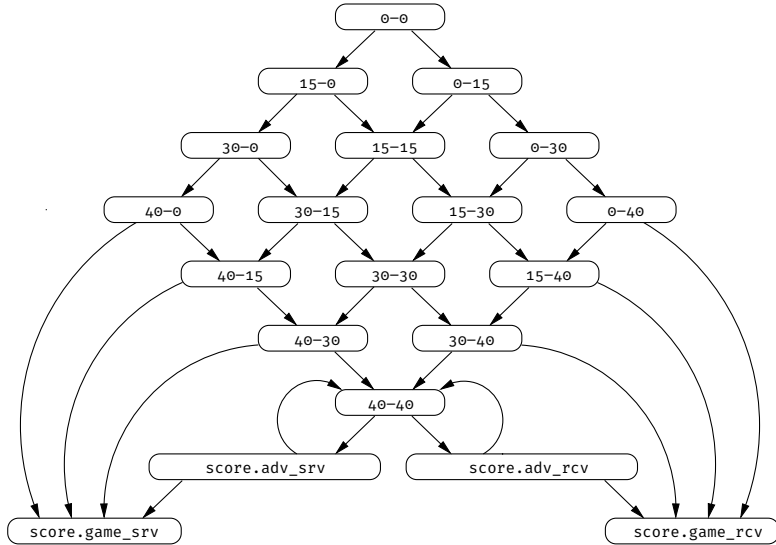 0–0
15–0 0–15
30–0 15–15 0–30
40–0 30–15 15–30 0–40
40–15 30–30 15–40
40–30 30–40
40–40
score.adv_srv score.adv_rcv
score.game_srv score.game_rcv